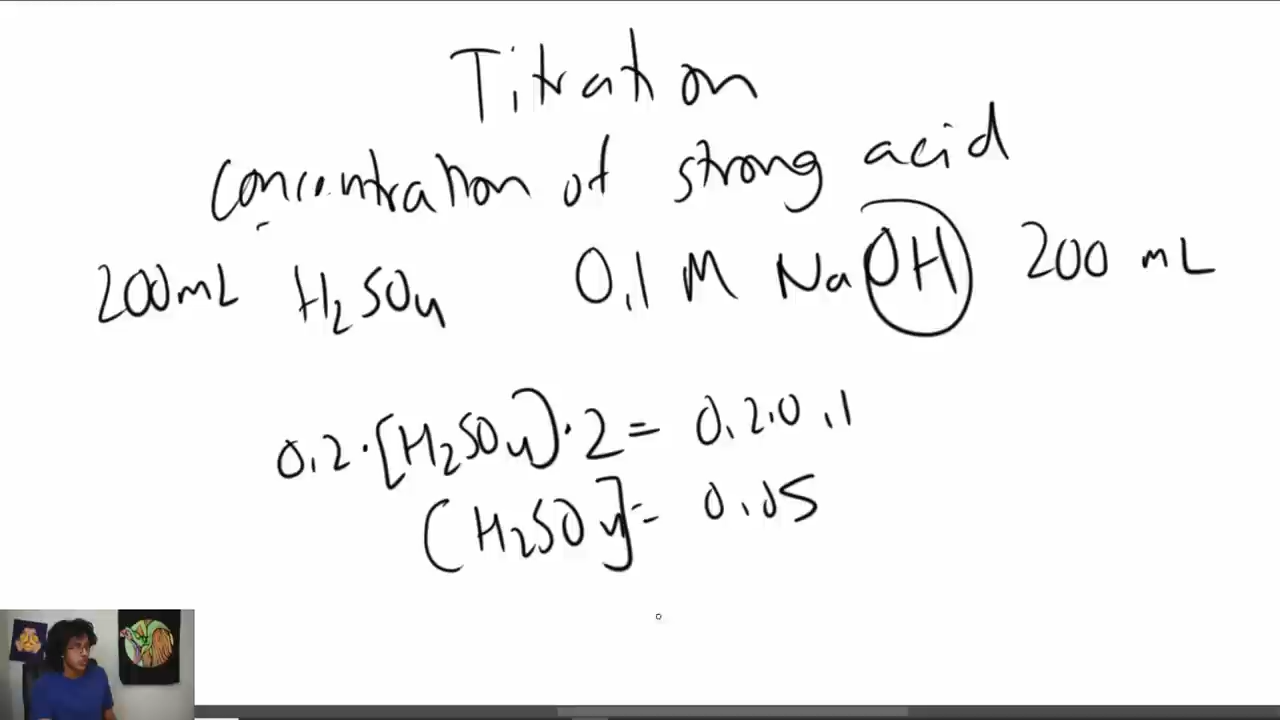 Titration
concentration of strong acid
200mL H₂SO₄ 0.1 M NaOH 200 mL
0.2·[H₂SO₄]·2 = 0.2·0.1
[H₂SO₄] = 0.05